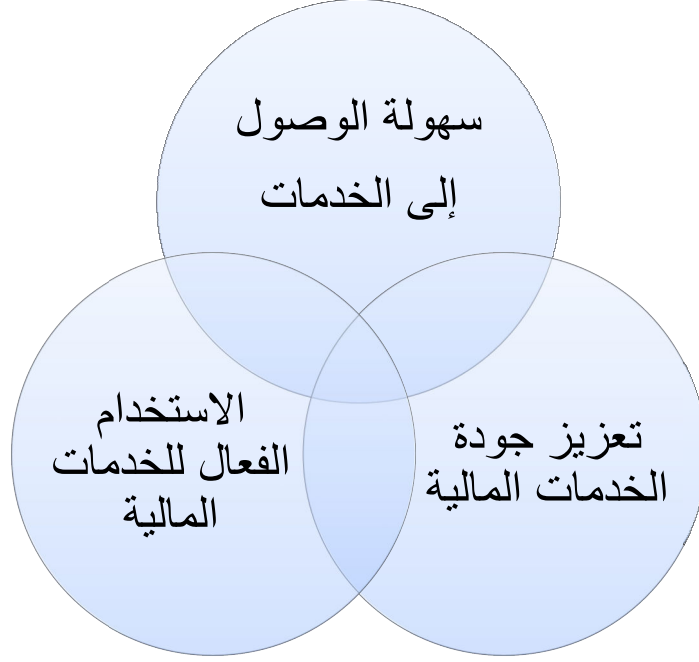 سهولة الوصول
إلى الخدمات
تعزيز جودة
الخدمات المالية
الاستخدام
الفعال للخدمات
المالية